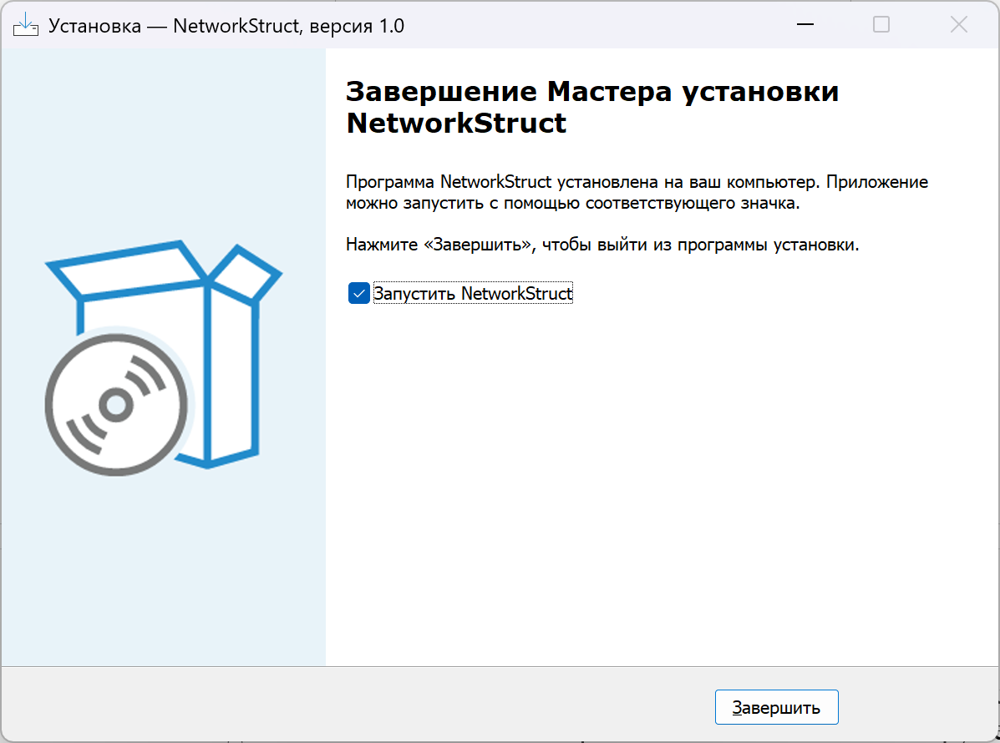 Установка — NetworkStruct, версия 1.0
Завершение Мастера установки
NetworkStruct
Программа NetworkStruct установлена на ваш компьютер. Приложение
можно запустить с помощью соответствующего значка.
Нажмите «Завершить», чтобы выйти из программы установки.
Запустить NetworkStruct
Завершить